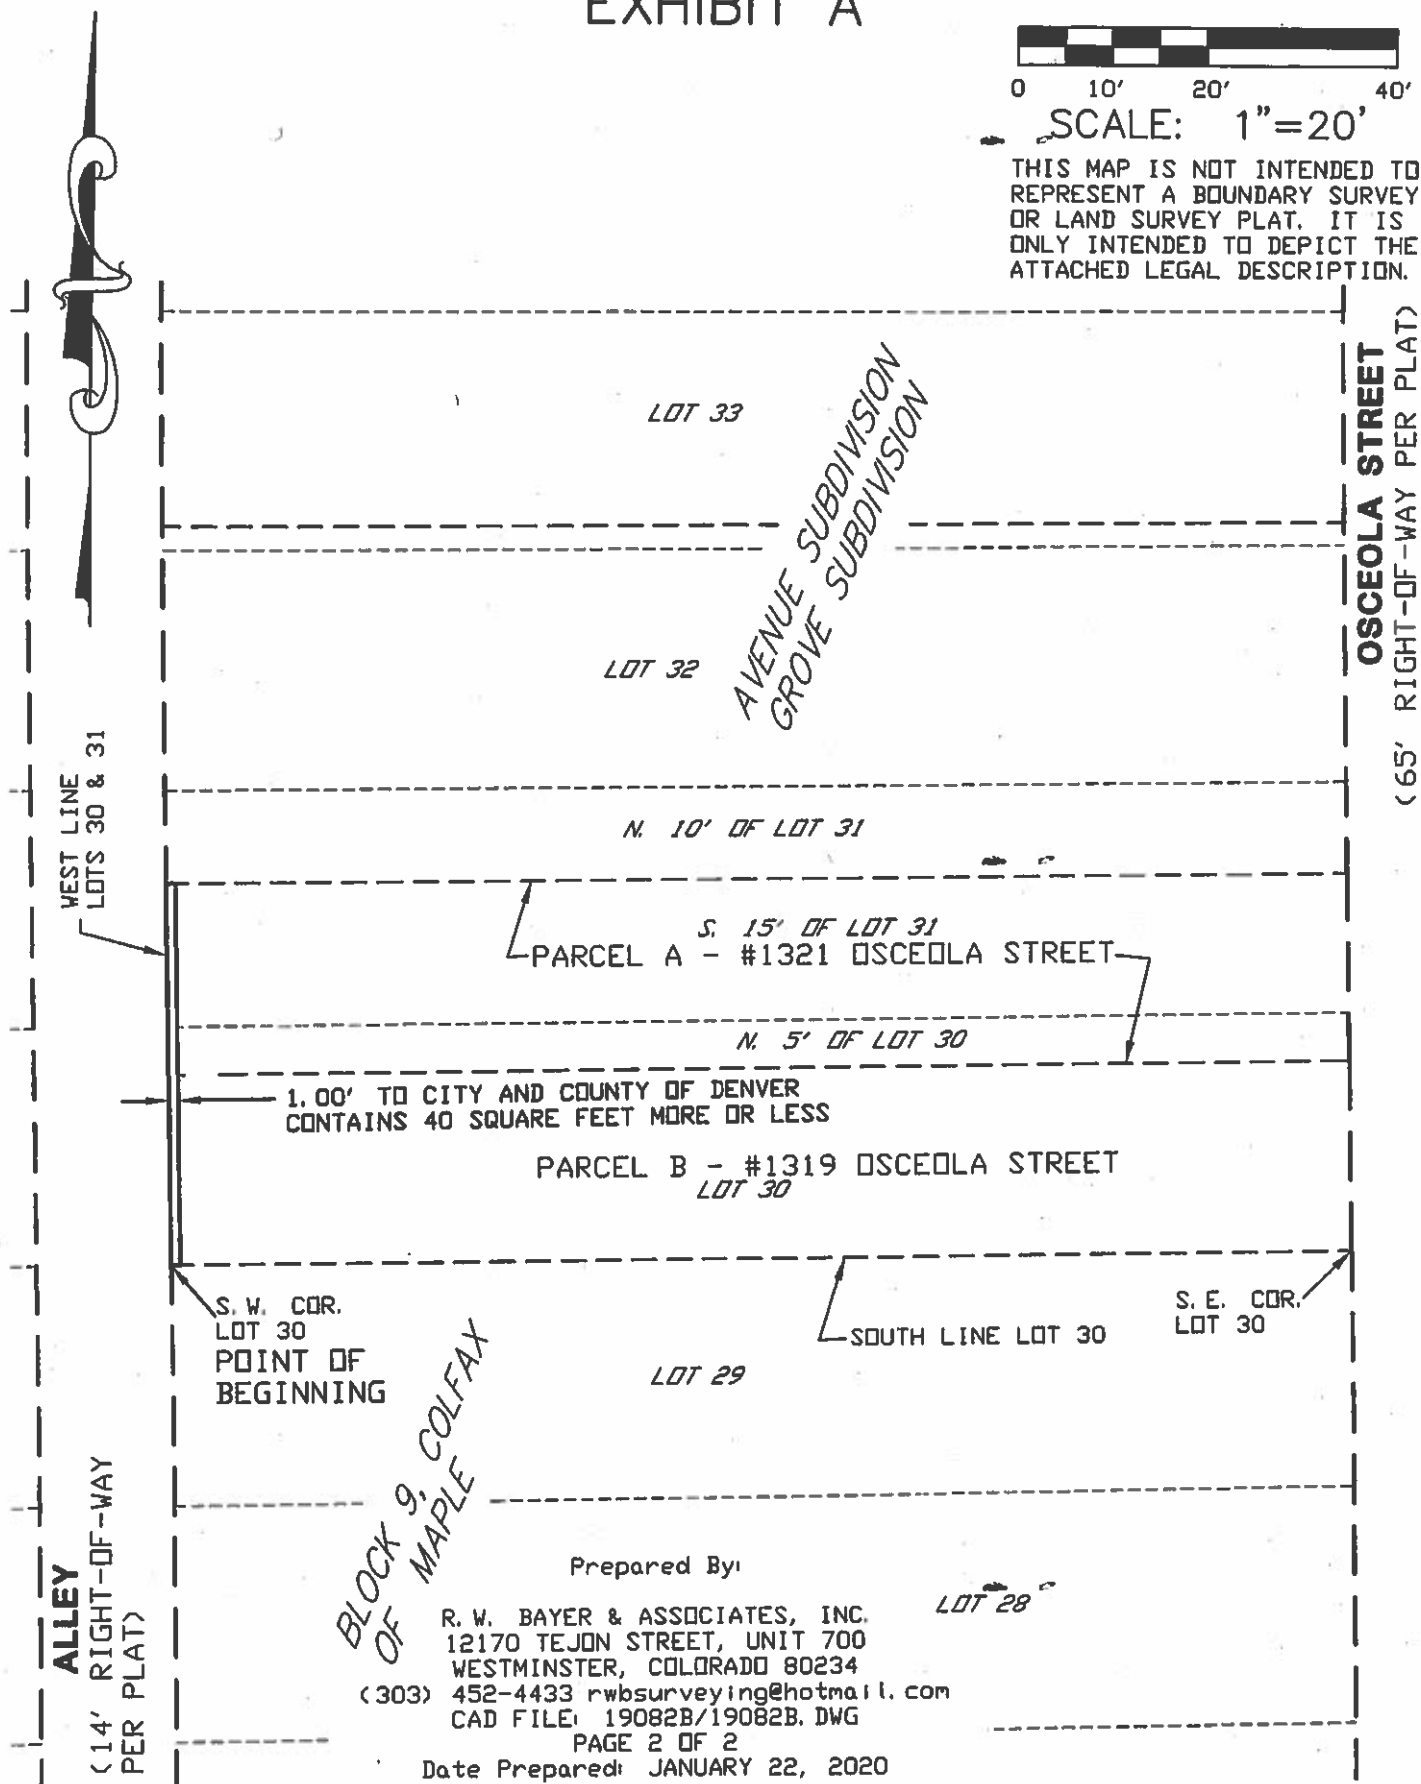 EXHIBIT A
0 10' 20' 40'
SCALE: 1"=20'
THIS MAP IS NOT INTENDED TO
REPRESENT A BOUNDARY SURVEY
OR LAND SURVEY PLAT. IT IS
ONLY INTENDED TO DEPICT THE
ATTACHED LEGAL DESCRIPTION.
OSCEOLA STREET
(65' RIGHT-OF-WAY PER PLAT)
LOT 33
AVENUE SUBDIVISION
GROVE SUBDIVISION
LOT 32
WEST LINE
LOTS 30 & 31
N. 10' OF LOT 31
S. 15' OF LOT 31
PARCEL A - #1321 OSCEOLA STREET
N. 5' OF LOT 30
1.00' TO CITY AND COUNTY OF DENVER
CONTAINS 40 SQUARE FEET MORE OR LESS
PARCEL B - #1319 OSCEOLA STREET
LOT 30
S. W. COR.
LOT 30
POINT OF
BEGINNING
SOUTH LINE LOT 30
S. E. COR.
LOT 30
LOT 29
BLOCK 9, COLFAX
OF MAPLE
ALLEY
(14' RIGHT-OF-WAY
PER PLAT)
LOT 28
Prepared By:
R. W. BAYER & ASSOCIATES, INC.
12170 TEJON STREET, UNIT 700
WESTMINSTER, COLORADO 80234
(303) 452-4433 rwbsurveying@hotmail.com
CAD FILE: 19082B/19082B.DWG
PAGE 2 OF 2
Date Prepared: JANUARY 22, 2020